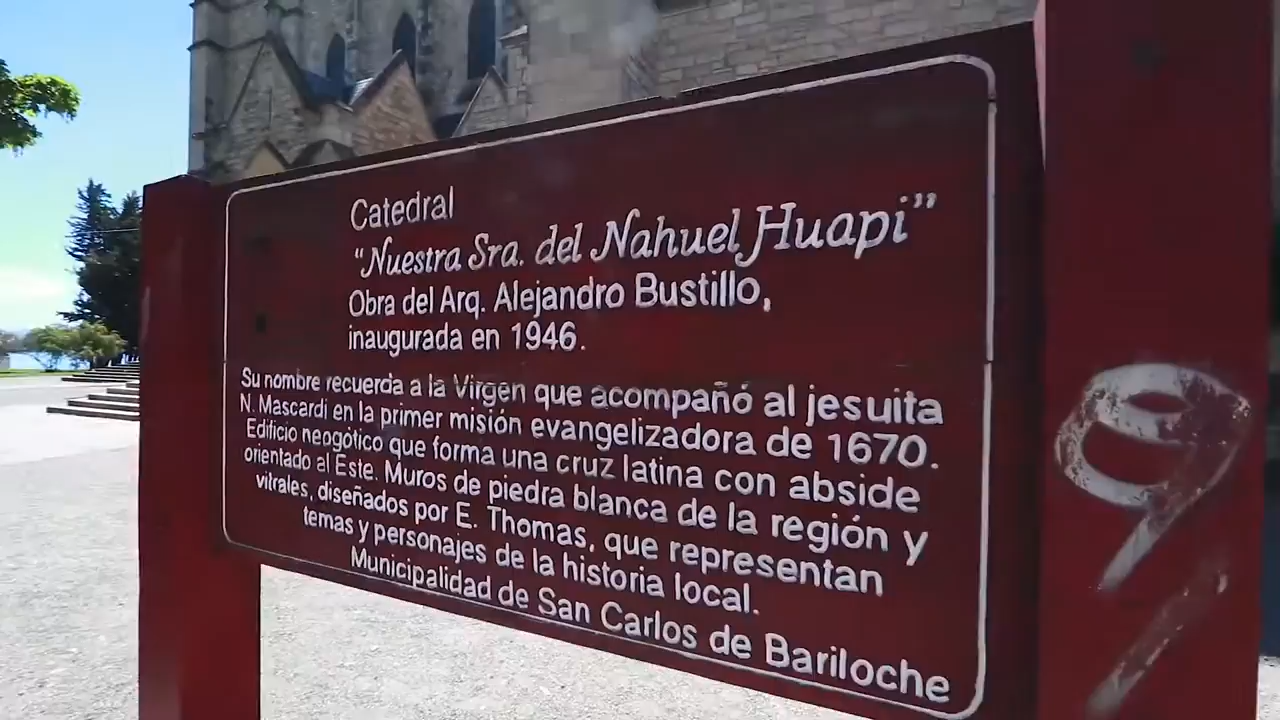 Catedral
“Nuestra Sra. del Nahuel Huapi”
Obra del Arq. Alejandro Bustillo,
inaugurada en 1946.
Su nombre recuerda a la Virgen que acompañó al jesuita
N. Mascardi en la primer misión evangelizadora de 1670.
Edificio neogótico que forma una cruz latina con abside
orientado al Este. Muros de piedra blanca de la región y
vitrales, diseñados por E. Thomas, que representan
temas y personajes de la historia local.
Municipalidad de San Carlos de Bariloche